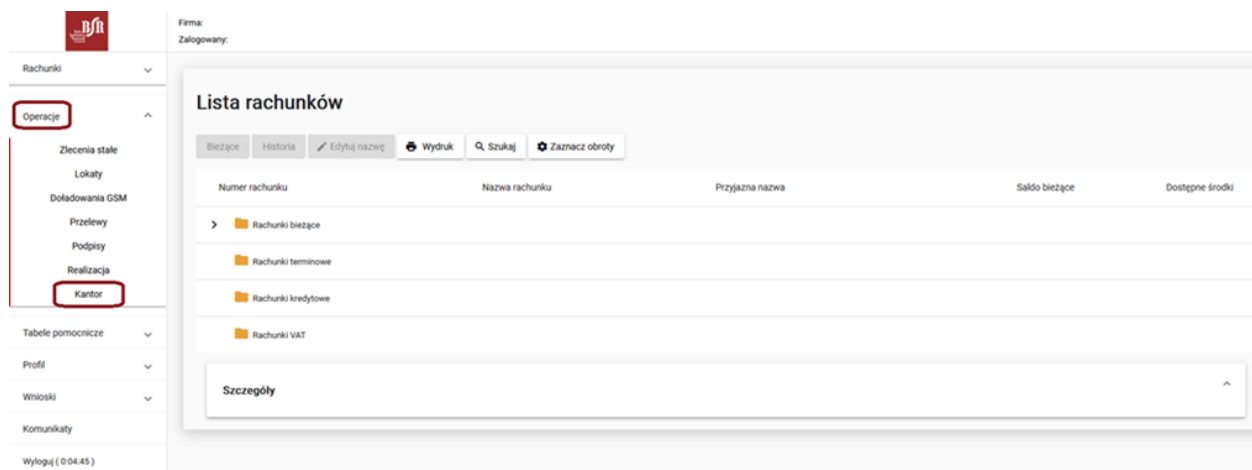 BSR
Firma:
Zalogowany:
Rachunki
Operacje
Zlecenia stałe
Lokaty
Doładowania GSM
Przelewy
Podpisy
Realizacja
Kantor
Tabele pomocnicze
Profil
Wnioski
Komunikaty
Wyloguj ( 0:04:45 )
Lista rachunków
Bieżące Historia Edytuj nazwę Wydruk Szukaj Zaznacz obroty
Numer rachunku Nazwa rachunku Przyjazna nazwa Saldo bieżące Dostępne środki
Rachunki bieżące
Rachunki terminowe
Rachunki kredytowe
Rachunki VAT
Szczegóły